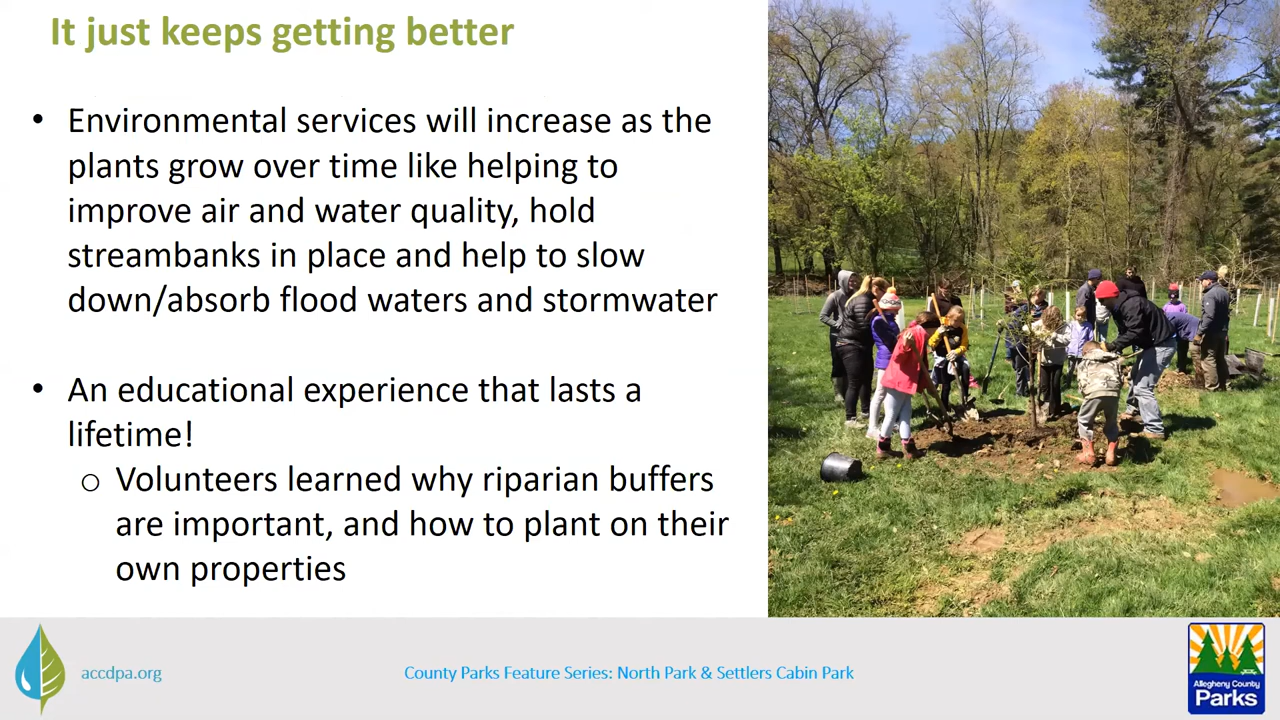 It just keeps getting better
• Environmental services will increase as the
plants grow over time like helping to
improve air and water quality, hold
streambanks in place and help to slow
down/absorb flood waters and stormwater
• An educational experience that lasts a
lifetime!
o Volunteers learned why riparian buffers
are important, and how to plant on their
own properties
accdpa.org
County Parks Feature Series: North Park & Settlers Cabin Park
Allegheny County
Parks